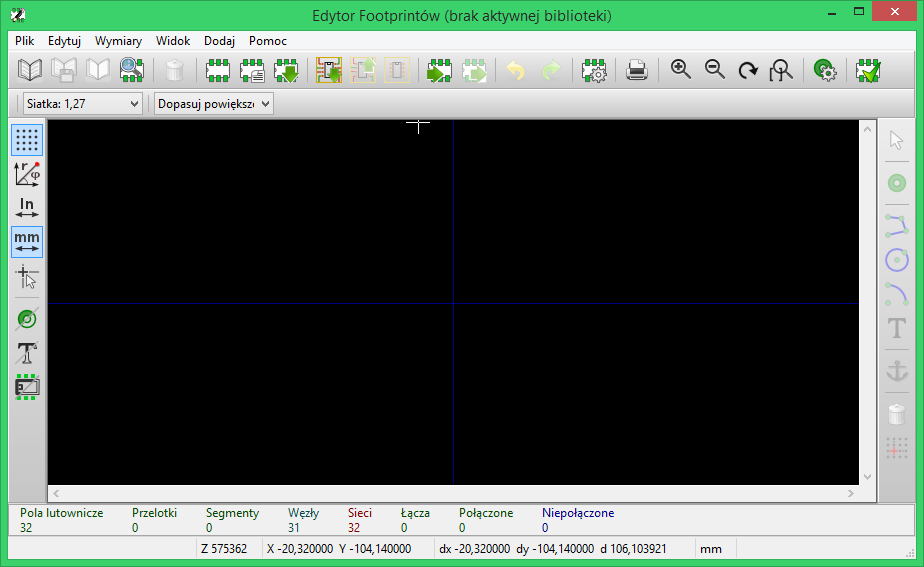 Edytor Footprintów (brak aktywnej biblioteki)
Plik Edytuj Wymiary Widok Dodaj Pomoc
Siatka: 1,27 Dopasuj powiększe
r φ
In
mm
T
T
Pola lutownicze Przelotki Segmenty Węzły Sieci Łącza Połączone Niepołączone
32 0 0 31 32 0 0 0
Z 575362 X -20,320000 Y -104,140000 dx -20,320000 dy -104,140000 d 106,103921 mm